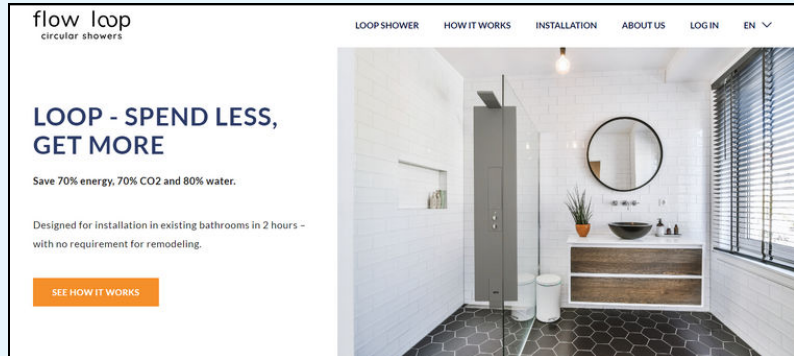 flow loop
circular showers
LOOP SHOWER HOW IT WORKS INSTALLATION ABOUT US LOG IN EN
LOOP - SPEND LESS,
GET MORE
Save 70% energy, 70% CO2 and 80% water.
Designed for installation in existing bathrooms in 2 hours –
with no requirement for remodeling.
SEE HOW IT WORKS